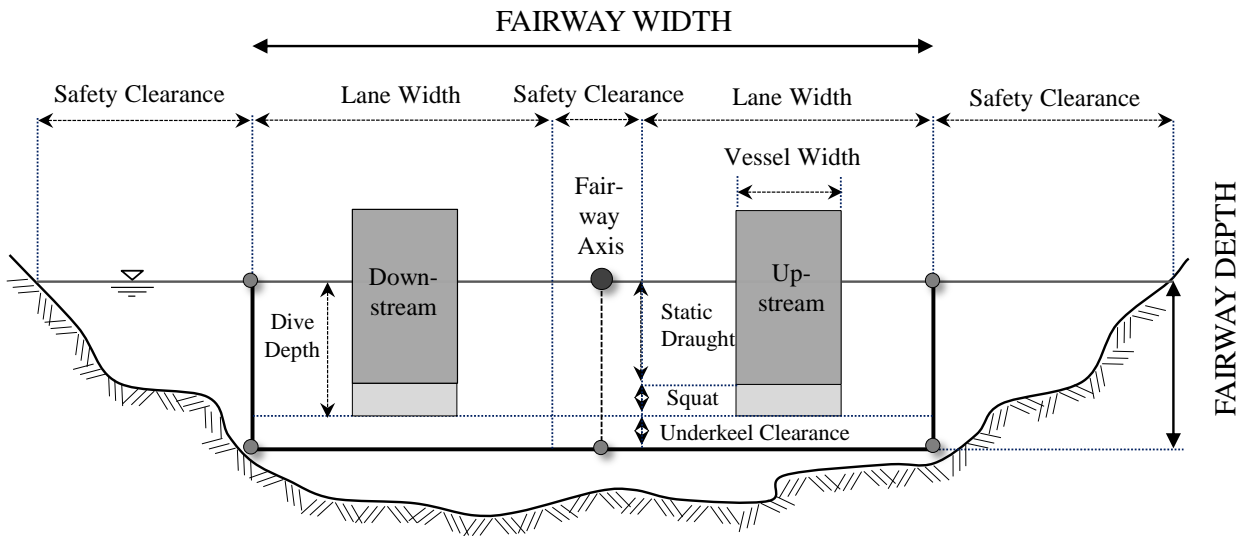 FAIRWAY WIDTH
Safety Clearance
Lane Width
Safety Clearance
Lane Width
Safety Clearance
Vessel Width
Fair-
way
Axis
Down-
stream
Up-
stream
Dive
Depth
Static
Draught
Squat
Underkeel Clearance
FAIRWAY DEPTH